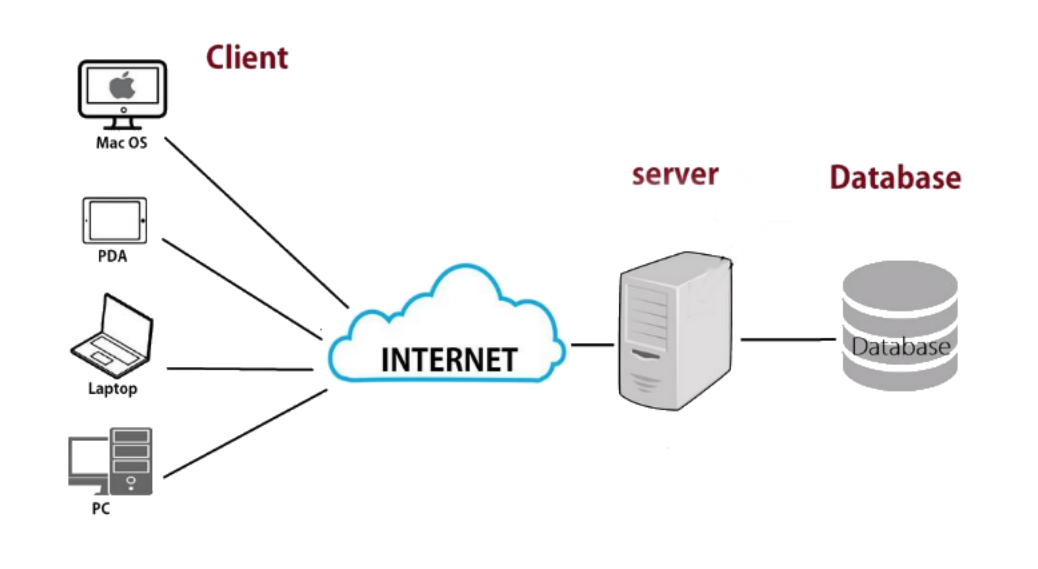 Client
Mac OS
PDA
Laptop
PC
INTERNET
server
Database
Database